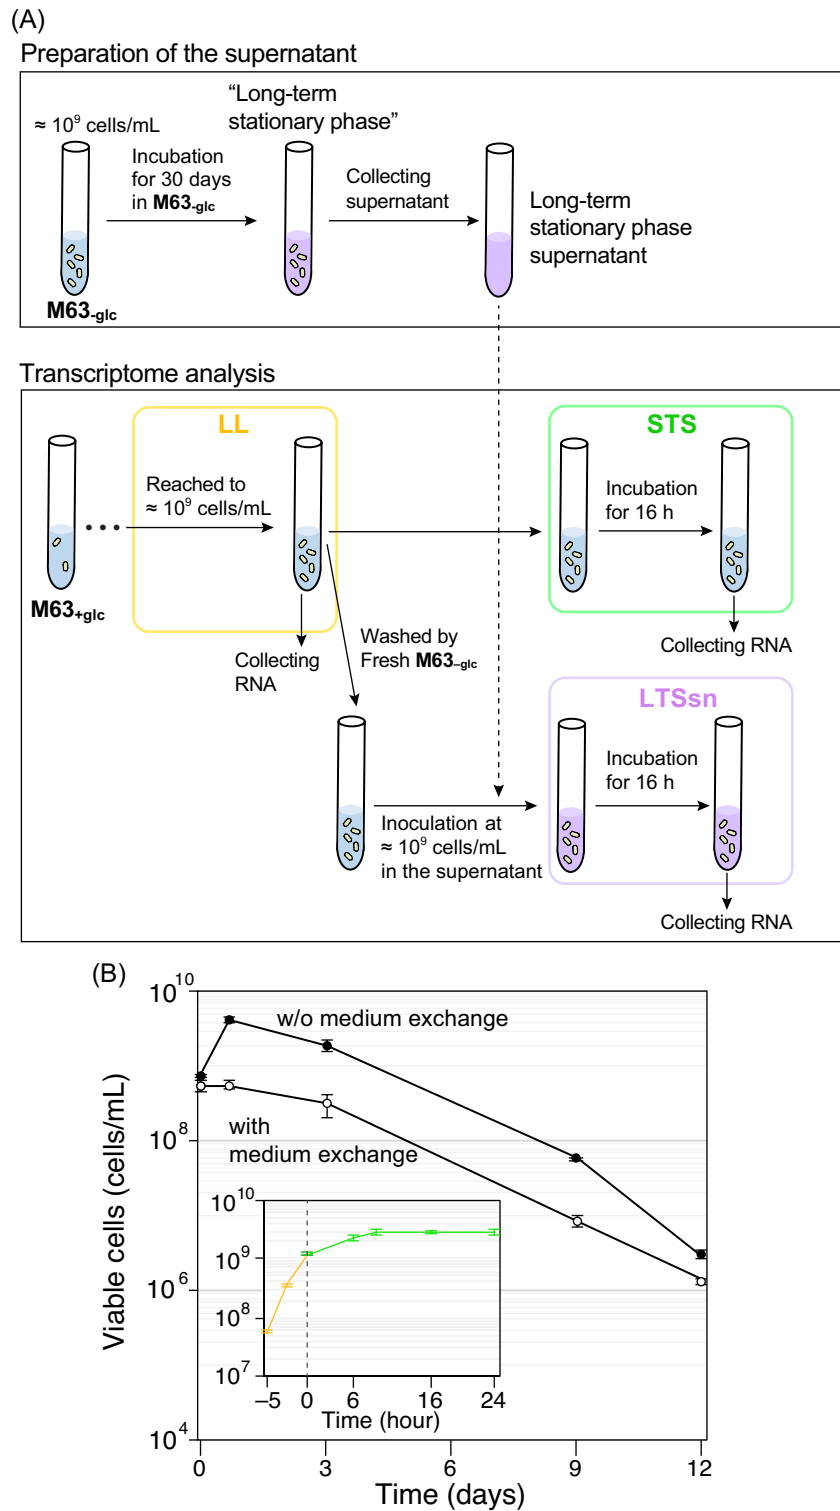 (A)
Preparation of the supernatant
≈ 10⁹ cells/mL
Incubation
for 30 days
in M63-glc
“Long-term
stationary phase”
Collecting
supernatant
Long-term
stationary phase
supernatant
M63-glc
Transcriptome analysis
LL
STS
Reached to
≈ 10⁹ cells/mL
Incubation
for 16 h
M63+glc
Collecting
RNA
Washed by
Fresh M63–glc
Collecting RNA
LTSsn
Incubation
for 16 h
Inoculation at
≈ 10⁹ cells/mL
in the supernatant
Collecting RNA
(B)
Viable cells (cells/mL)
10¹⁰
10⁸
10⁶
10⁴
w/o medium exchange
with
medium exchange
10¹⁰
10⁹
10⁸
10⁷
–5 0 6 16 24
Time (hour)
0 3 6 9 12
Time (days)